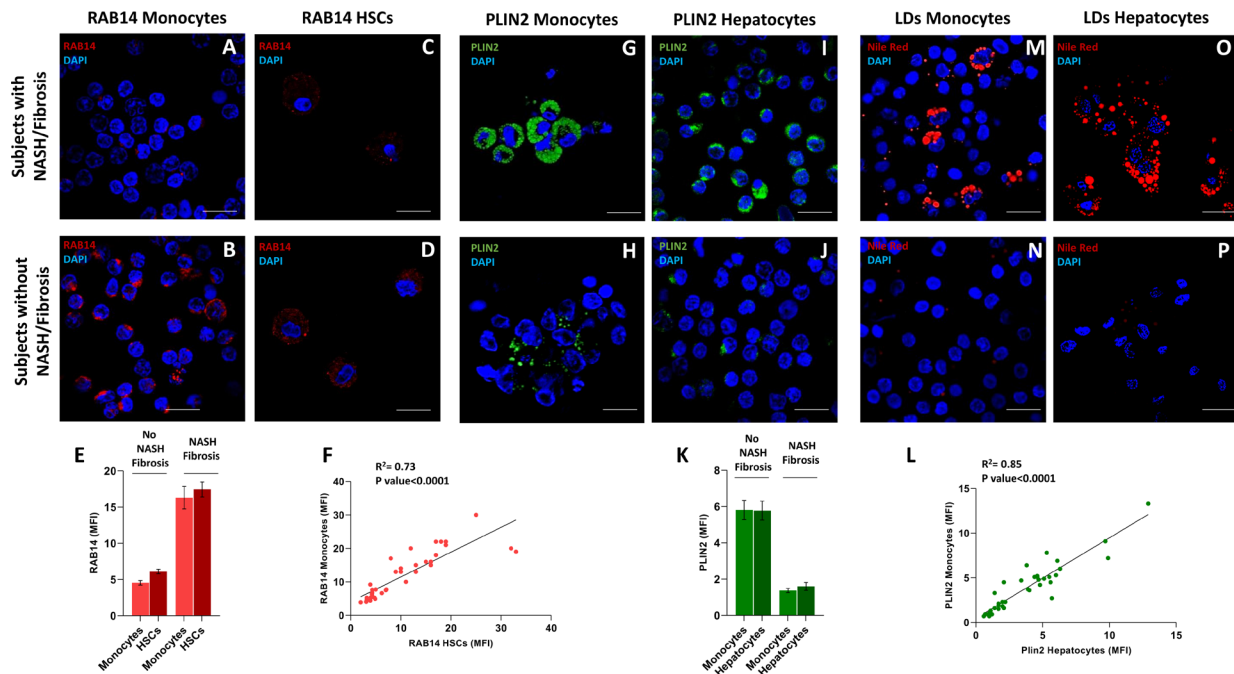 RAB14 Monocytes
RAB14 HSCs
PLIN2 Monocytes
PLIN2 Hepatocytes
LDs Monocytes
LDs Hepatocytes
Subjects with
NASH/Fibrosis
RAB14
DAPI
A
RAB14
DAPI
C
PLIN2
DAPI
G
PLIN2
DAPI
I
Nile Red
DAPI
M
Nile Red
DAPI
O
Subjects without
NASH/Fibrosis
RAB14
DAPI
B
RAB14
DAPI
D
PLIN2
DAPI
H
PLIN2
DAPI
J
Nile Red
DAPI
N
Nile Red
DAPI
P
E
No
NASH
Fibrosis
NASH
Fibrosis
RAB14 (MFI)
20
15
10
5
0
Monocytes
HSCs
Monocytes
HSCs
F
R²= 0.73
P value<0.0001
RAB14 Monocytes (MFI)
40
30
20
10
0
0
10
20
30
40
RAB14 HSCs (MFI)
K
No
NASH
Fibrosis
NASH
Fibrosis
PLIN2 (MFI)
8
6
4
2
0
Monocytes
Hepatocytes
Monocytes
Hepatocytes
L
R²= 0.85
P value<0.0001
PLIN2 Monocytes (MFI)
15
10
5
0
0
5
10
15
Plin2 Hepatocytes (MFI)